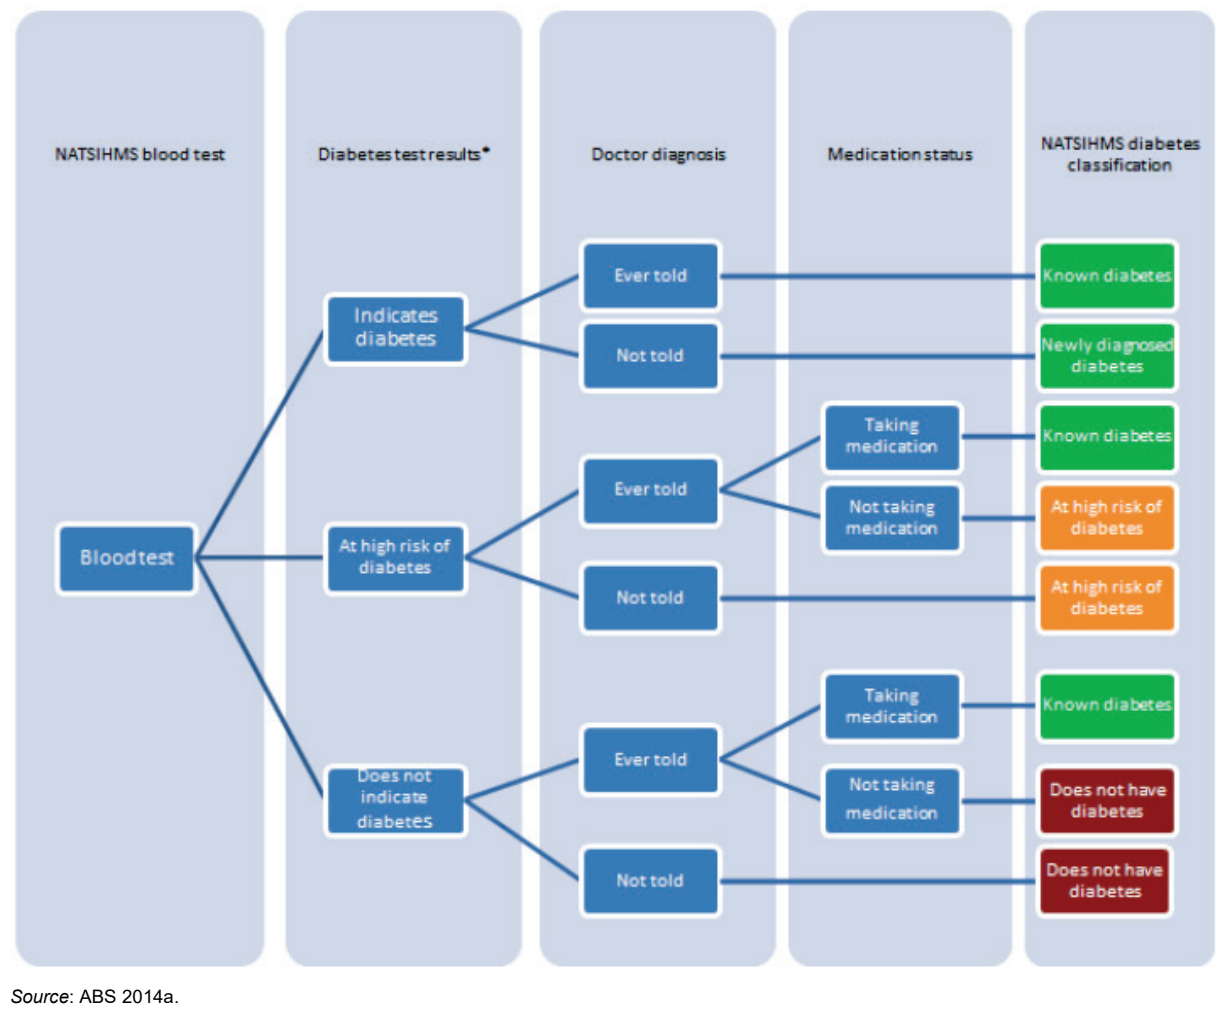 NATSIHMS blood test
Diabetes test results*
Doctor diagnosis
Medication status
NATSIHMS diabetes
classification
Blood test
Indicates
diabetes
At high risk of
diabetes
Does not
indicate
diabetes
Ever told
Not told
Ever told
Not told
Ever told
Not told
Taking
medication
Not taking
medication
Taking
medication
Not taking
medication
Known diabetes
Newly diagnosed
diabetes
Known diabetes
At high risk of
diabetes
At high risk of
diabetes
Known diabetes
Does not have
diabetes
Does not have
diabetes
Source: ABS 2014a.